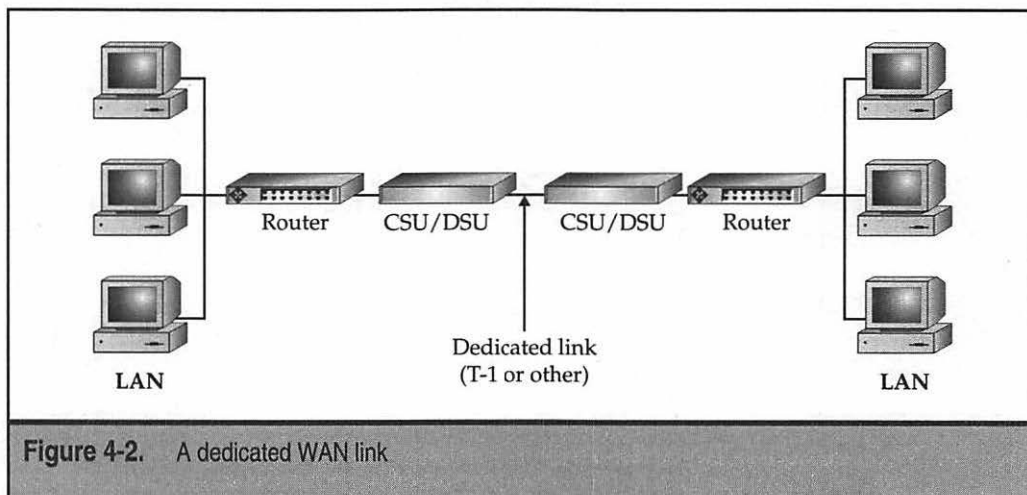 Router
CSU/DSU
CSU/DSU
Router
Dedicated link
(T-1 or other)
LAN
LAN
Figure 4-2. A dedicated WAN link